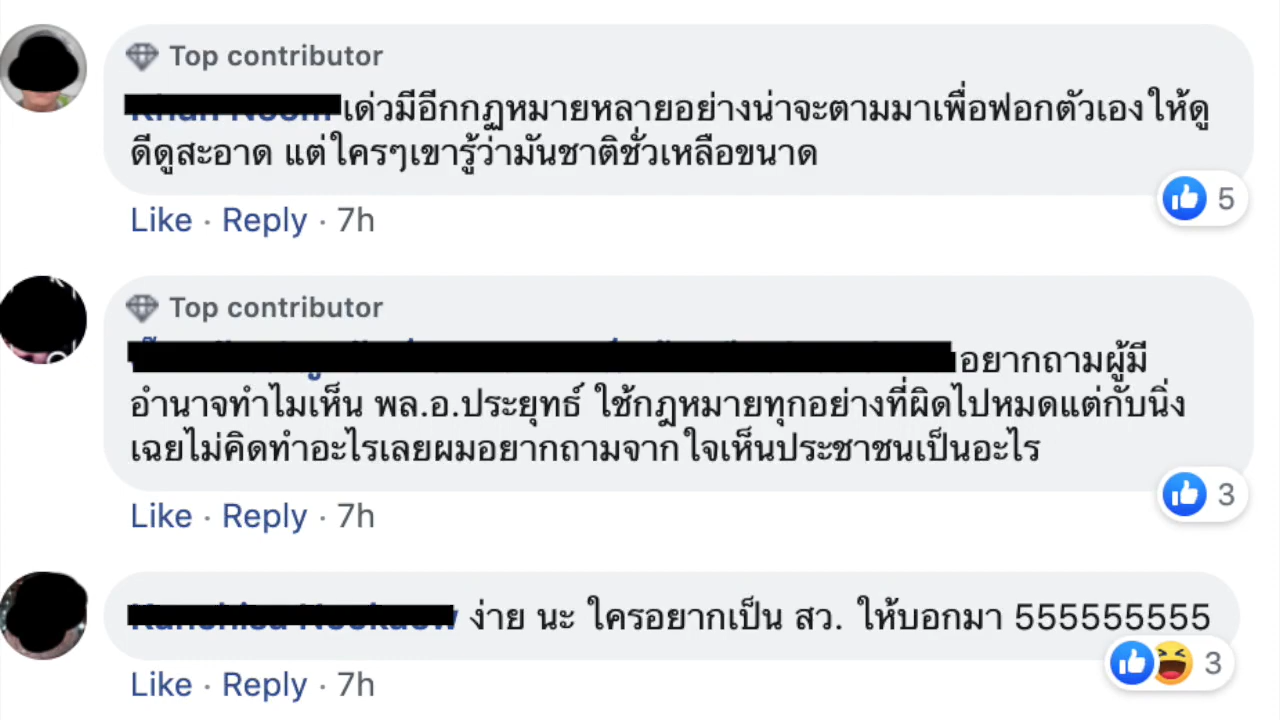 Top contributor
เด่วมีอีกกฏหมายหลายอย่างน่าจะตามมาเพื่อฟอกตัวเองให้ดู
ดีดูสะอาด แต่ใครๆเขารู้ว่ามันชาติชั่วเหลือขนาด
Like · Reply · 7h
5
Top contributor
อยากถามผู้มี
อำนาจทำไมเห็น พล.อ.ประยุทธ์ ใช้กฎหมายทุกอย่างที่ผิดไปหมดแต่กับนิ่ง
เฉยไม่คิดทำอะไรเลยผมอยากถามจากใจเห็นประชาชนเป็นอะไร
Like · Reply · 7h
3
ง่าย นะ ใครอยากเป็น สว. ให้บอกมา 555555555
Like · Reply · 7h
3